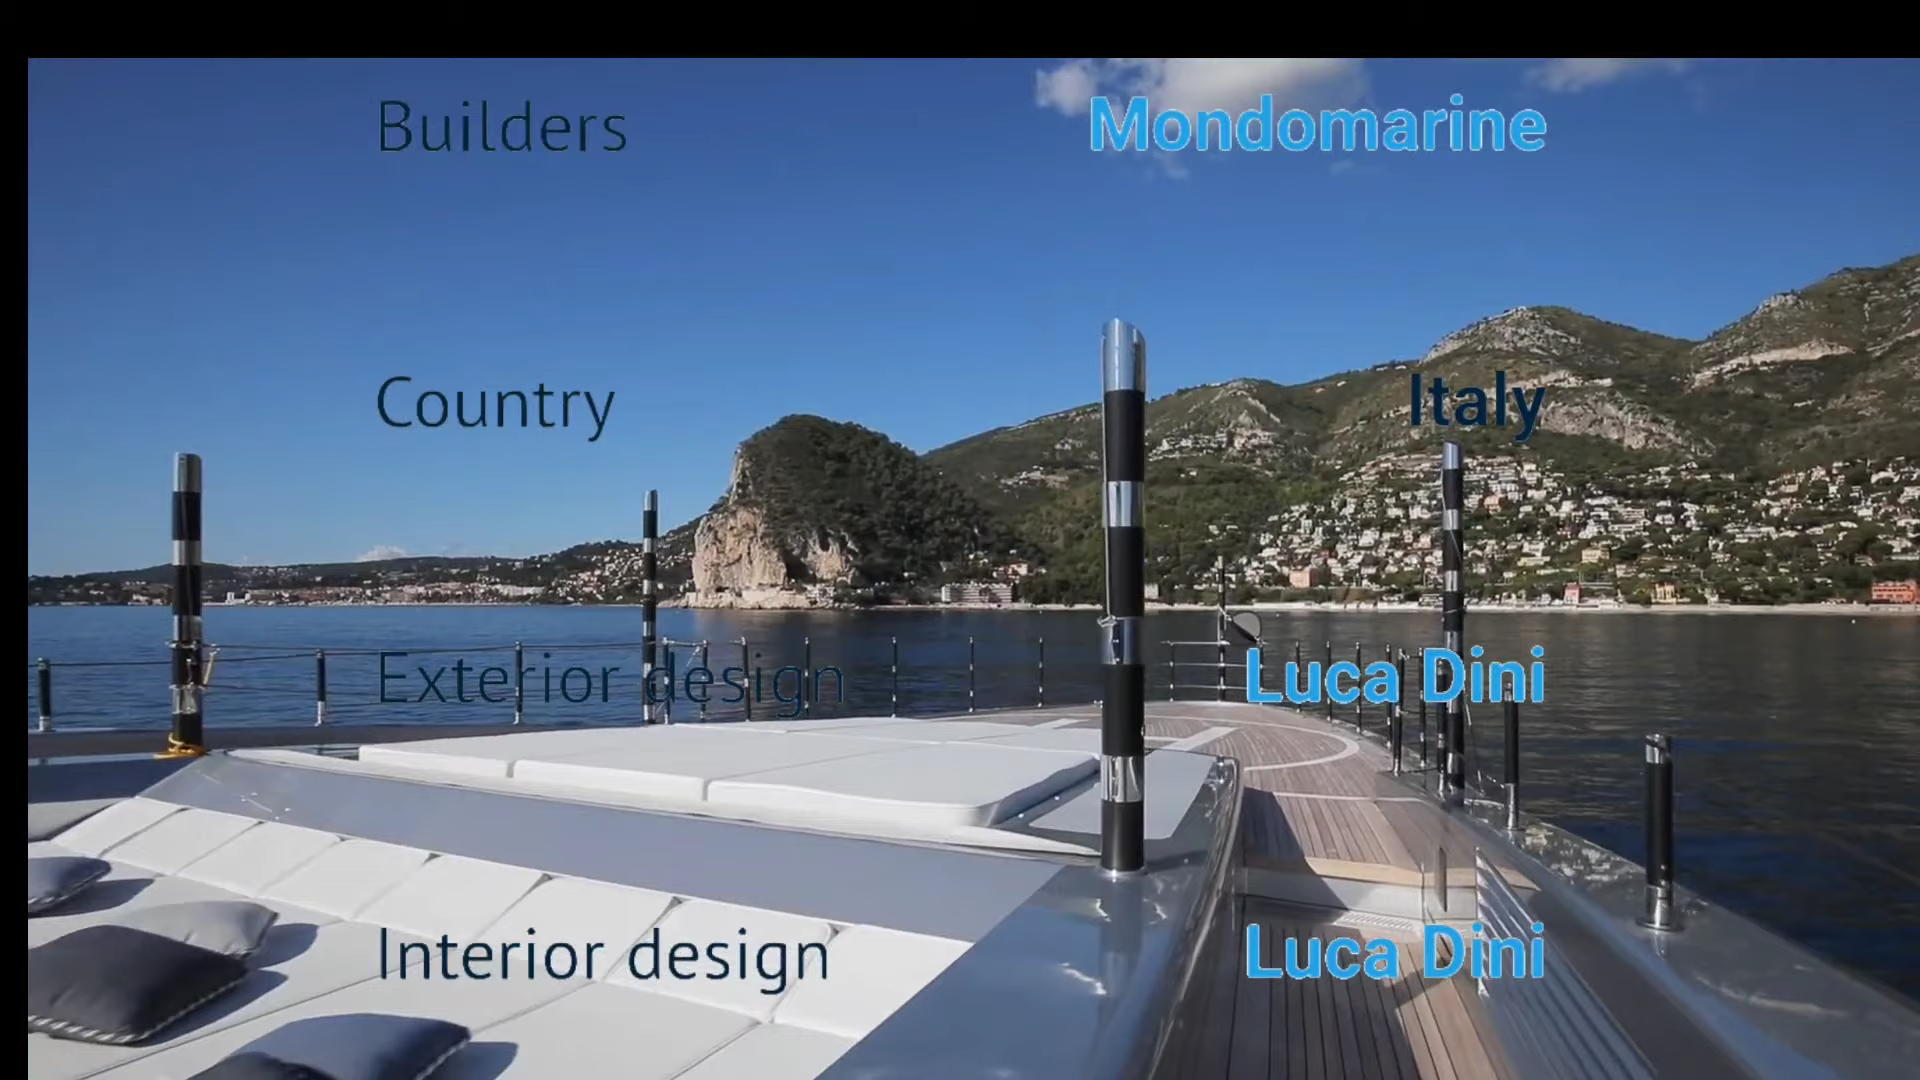 Builders Mondomarine
Country Italy
Exterior design Luca Dini
Interior design Luca Dini